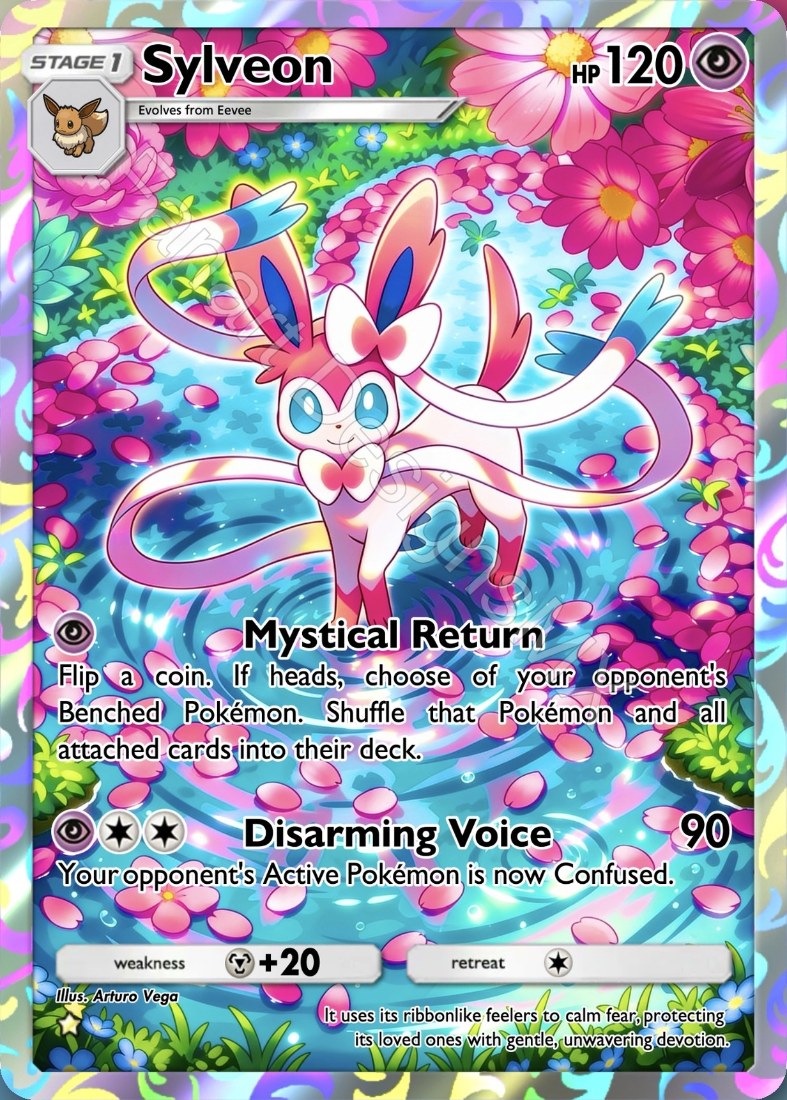 STAGE 1 Sylveon HP 120
Evolves from Eevee
Mystical Return
Flip a coin. If heads, choose of your opponent's
Benched Pokémon. Shuffle that Pokémon and all
attached cards into their deck.
Disarming Voice 90
Your opponent's Active Pokémon is now Confused.
weakness +20 retreat
Illus. Arturo Vega
It uses its ribbonlike feelers to calm fear, protecting
its loved ones with gentle, unwavering devotion.